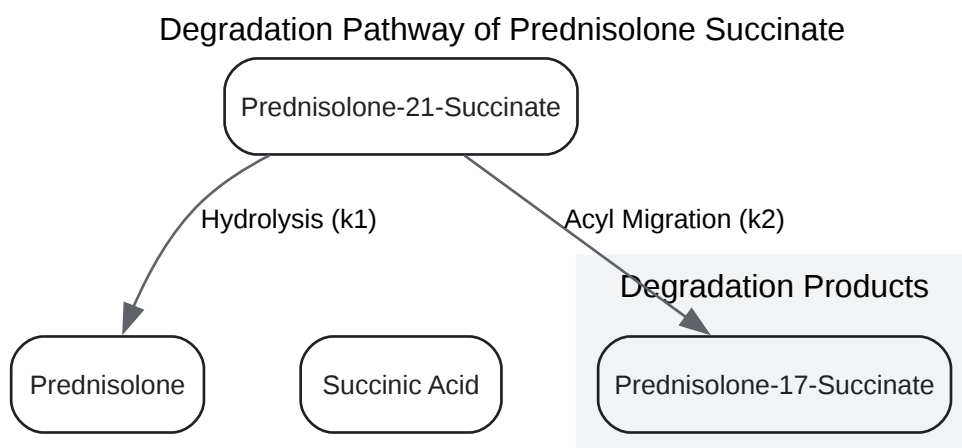 Degradation Pathway of Prednisolone Succinate
Prednisolone-21-Succinate
Hydrolysis (k1)
Acyl Migration (k2)
Degradation Products
Prednisolone
Succinic Acid
Prednisolone-17-Succinate